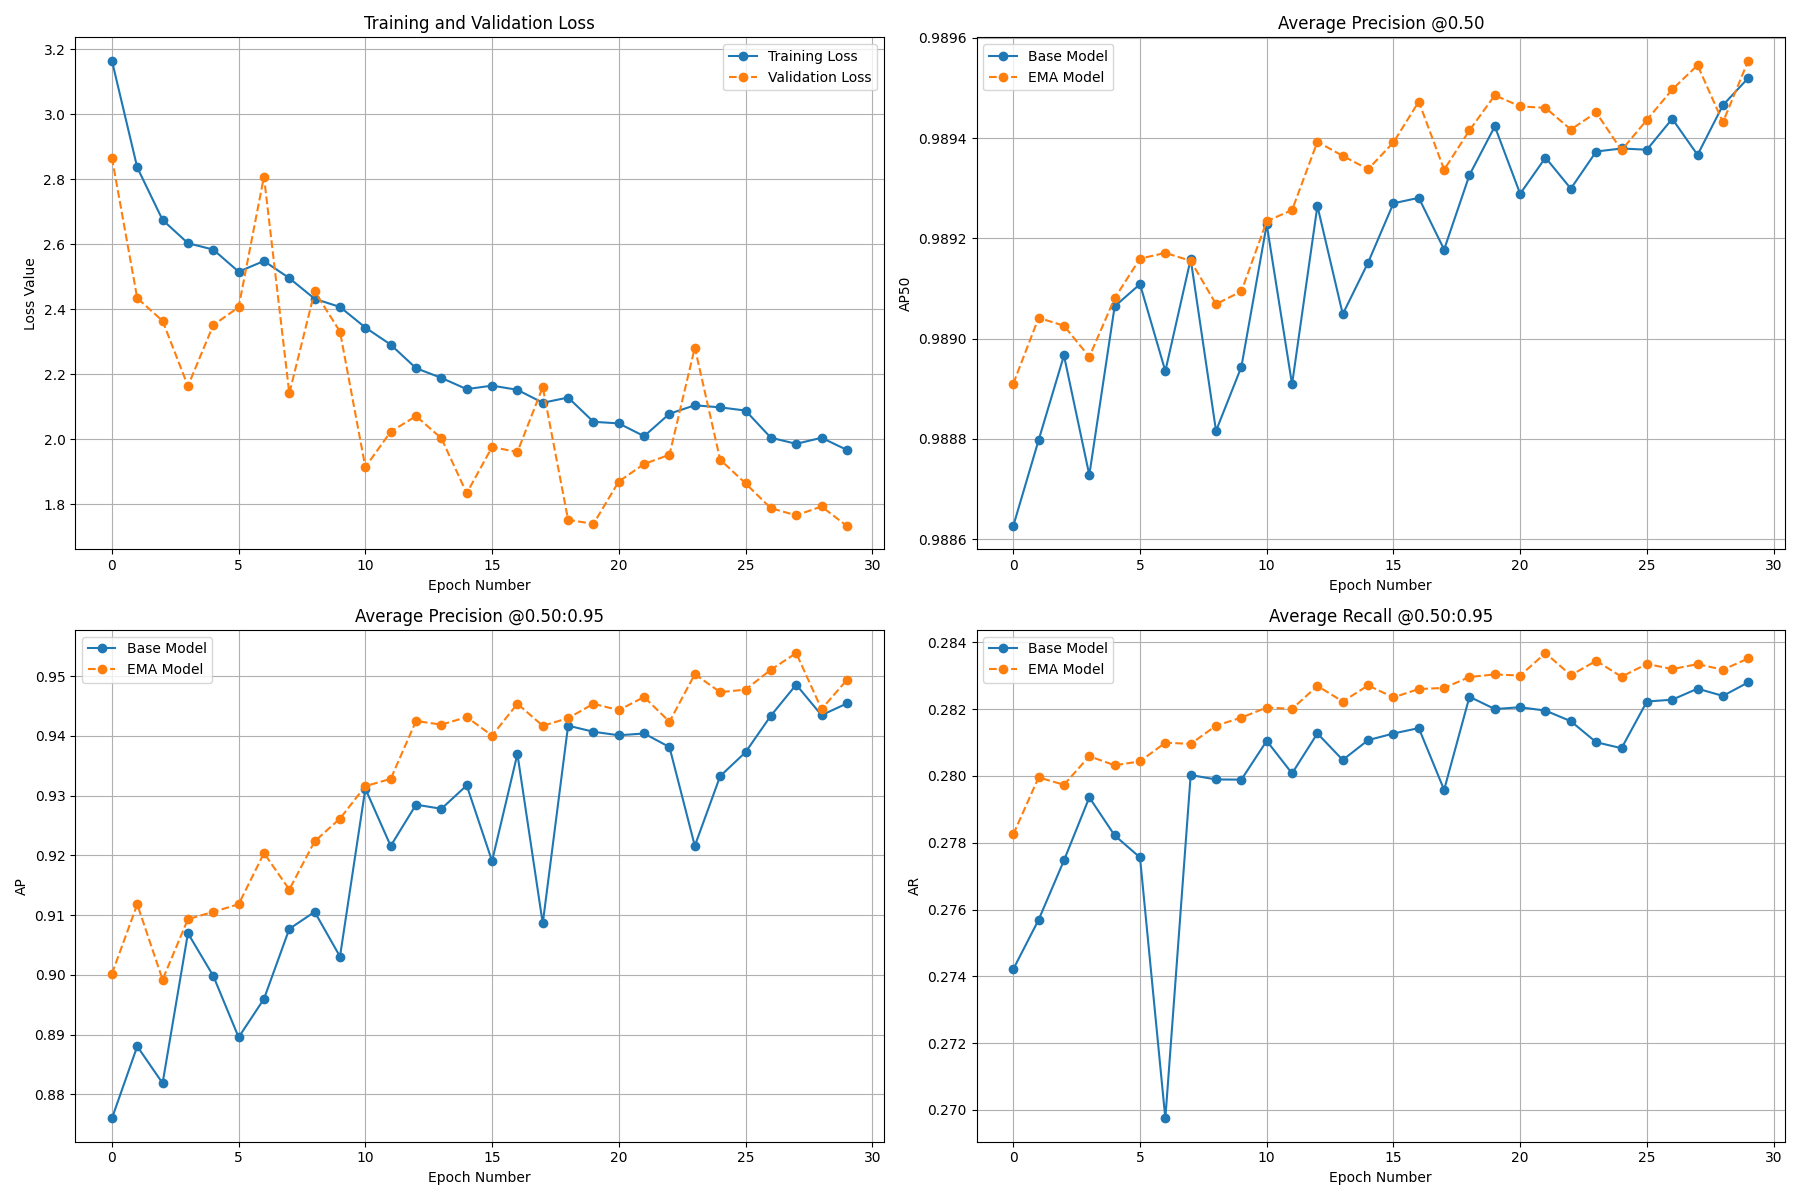 Training and Validation Loss
3.2
3.0
2.8
2.6
2.4
2.2
2.0
1.8
Loss Value
Training Loss
Validation Loss
0 5 10 15 20 25 30
Epoch Number
Average Precision @0.50
0.9896
0.9894
0.9892
0.9890
0.9888
0.9886
AP50
Base Model
EMA Model
0 5 10 15 20 25 30
Epoch Number
Average Precision @0.50:0.95
0.95
0.94
0.93
0.92
0.91
0.90
0.89
0.88
AP
Base Model
EMA Model
0 5 10 15 20 25 30
Epoch Number
Average Recall @0.50:0.95
0.284
0.282
0.280
0.278
0.276
0.274
0.272
0.270
AR
Base Model
EMA Model
0 5 10 15 20 25 30
Epoch Number